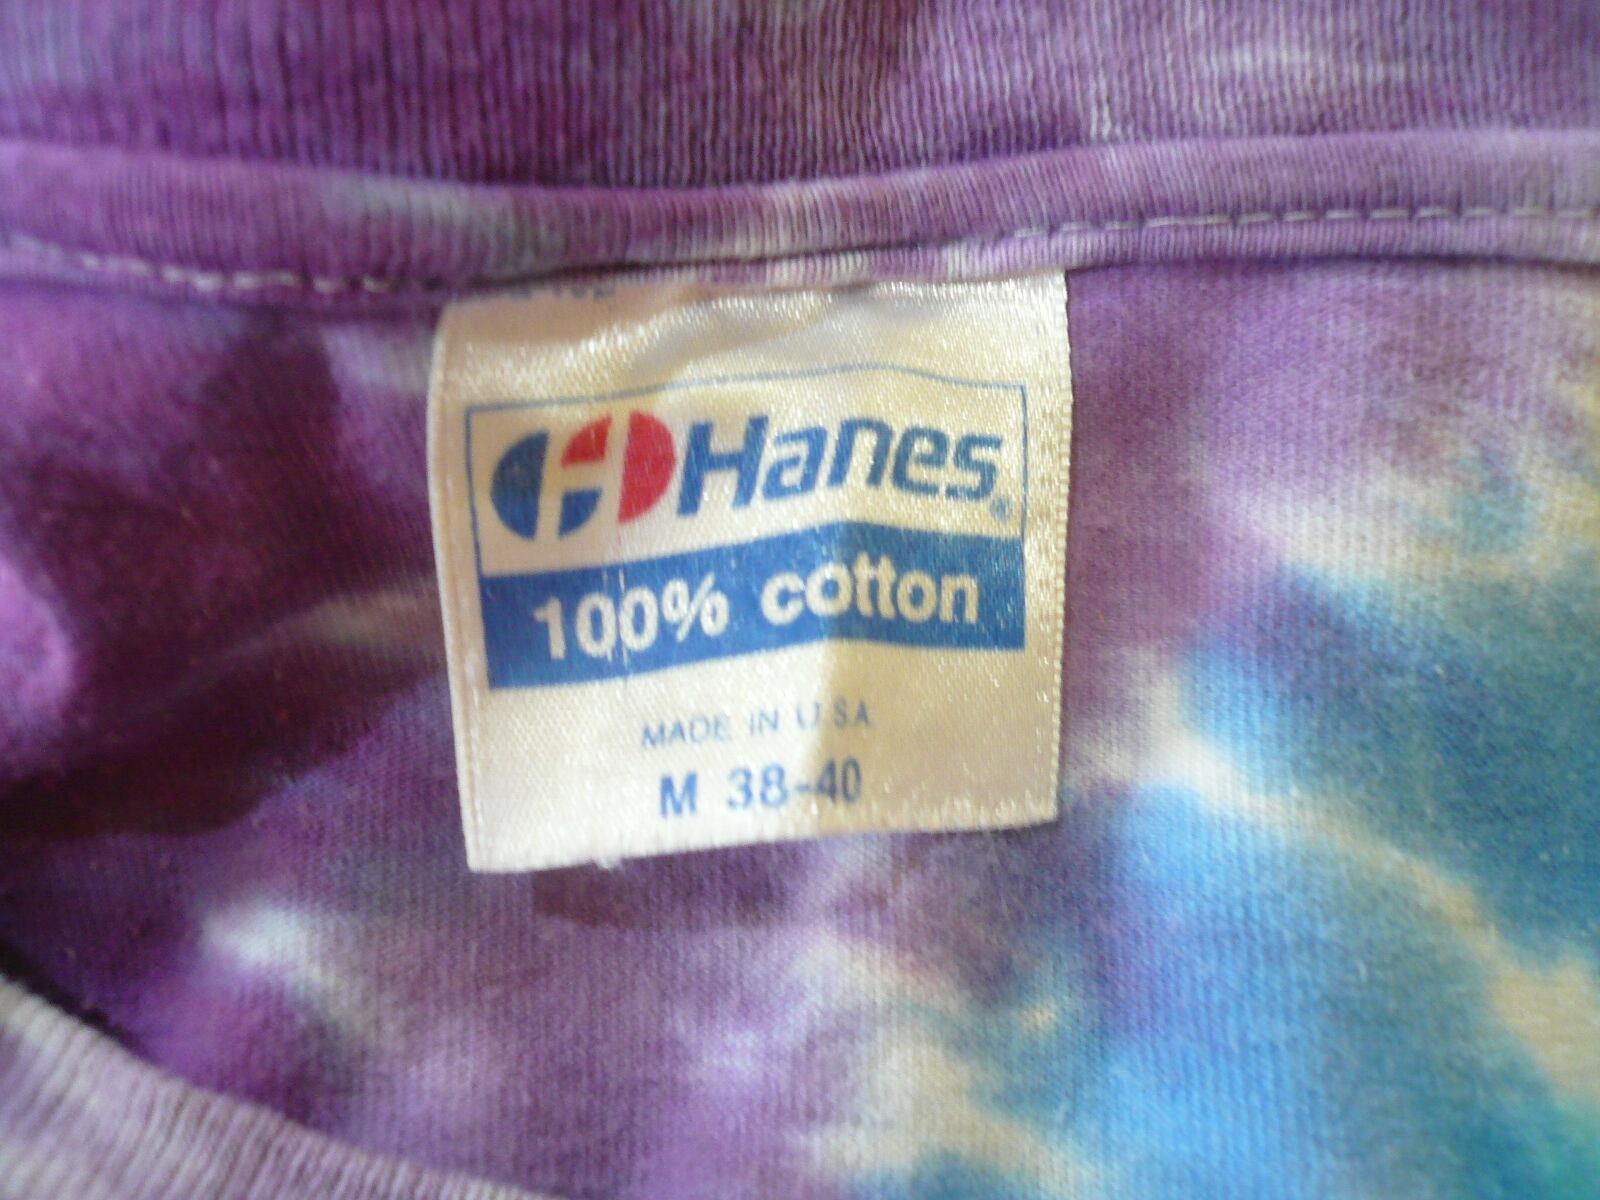 Hanes®
100% cotton
MADE IN U.S.A.
M 38-40